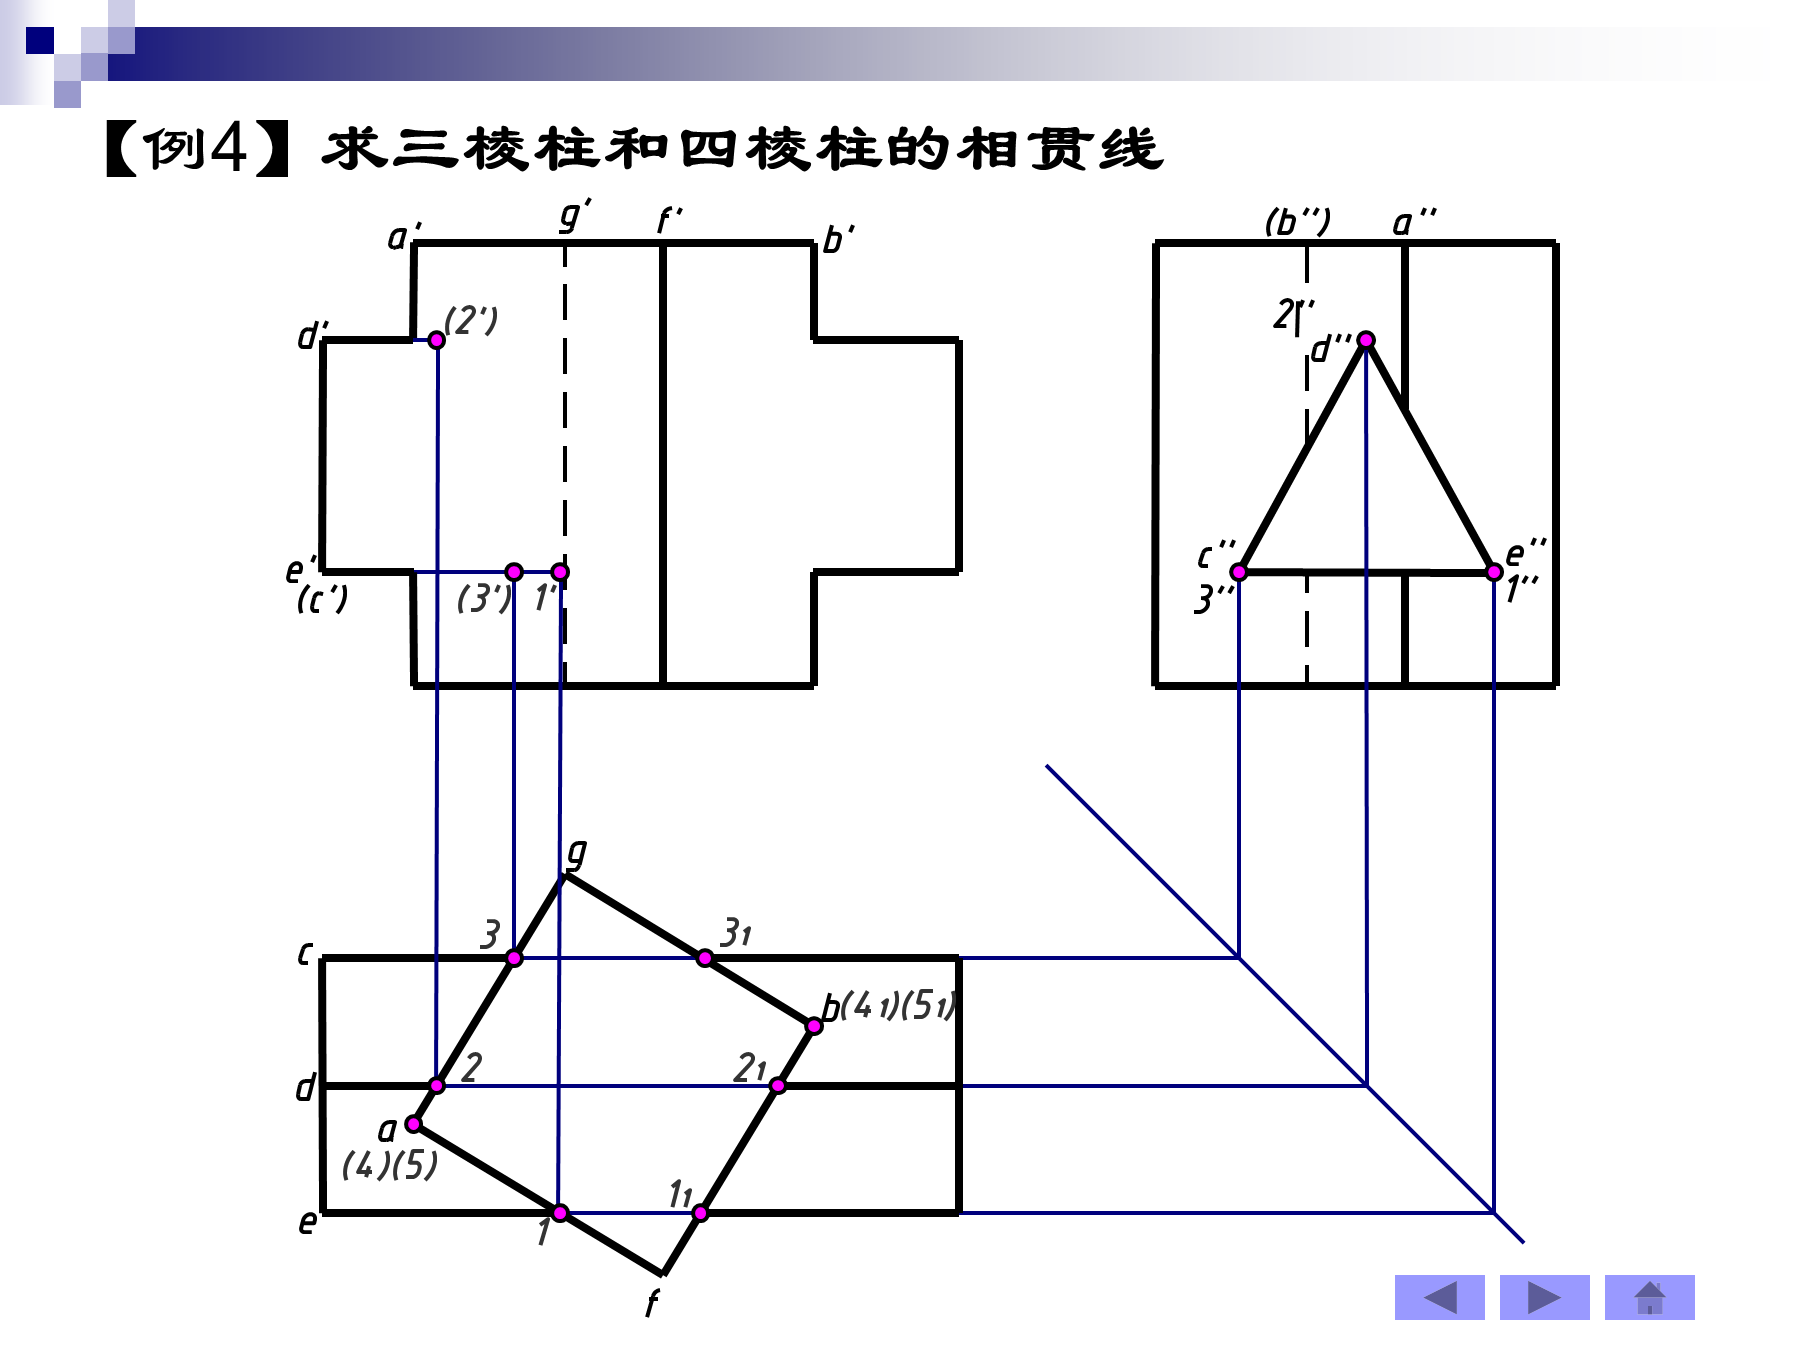 【例4】求三棱柱和四棱柱的相贯线
a' g' f' b' (b'') a''
d' (2') 2'' d''
e' (c') (3') 1' c'' 3'' e'' 1''
g
c 3 3₁
b(4₁)(5₁)
d 2 2₁
a
(4)(5)
e 1 1₁
f